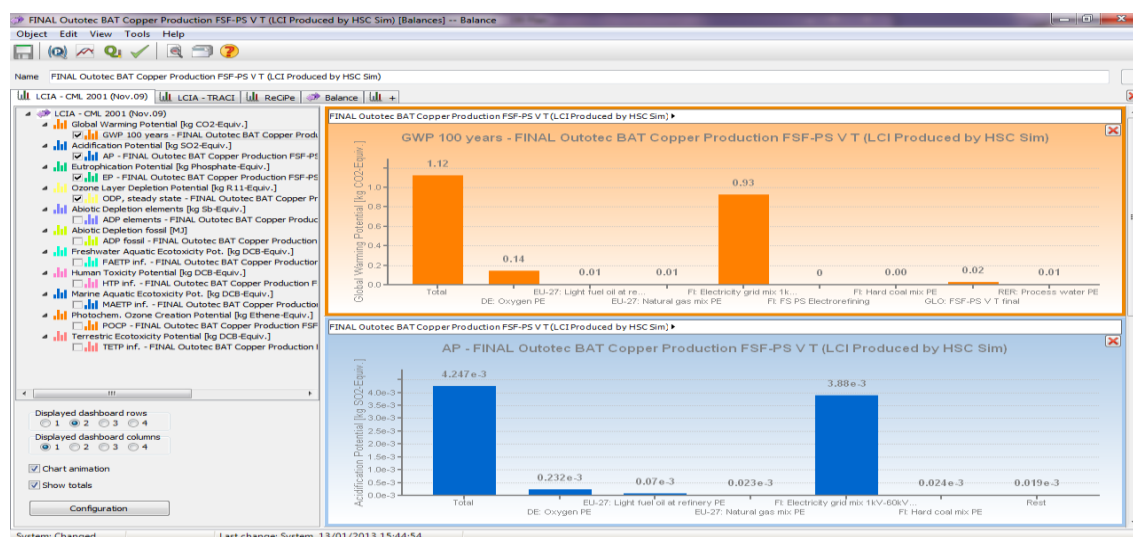 FINAL Outotec BAT Copper Production FSF-PS V T (LCI Produced by HSC Sim) [Balances] -- Balance
Object Edit View Tools Help
Name FINAL Outotec BAT Copper Production FSF-PS V T (LCI Produced by HSC Sim)
LCIA - CML 2001 (Nov.09) LCIA - TRACI ReCiPe Balance +
LCIA - CML 2001 (Nov.09)
Global Warming Potential [kg CO2-Equiv.]
GWP 100 years - FINAL Outotec BAT Copper Produ
Acidification Potential [kg SO2-Equiv.]
AP - FINAL Outotec BAT Copper Production FSF-PS
Eutrophication Potential [kg Phosphate-Equiv.]
EP - FINAL Outotec BAT Copper Production FSF-PS
Ozone Layer Depletion Potential [kg R11-Equiv.]
ODP, steady state - FINAL Outotec BAT Copper Pr
Abiotic Depletion elements [kg Sb-Equiv.]
ADP elements - FINAL Outotec BAT Copper Produc
Abiotic Depletion fossil [MJ]
ADP fossil - FINAL Outotec BAT Copper Production
Freshwater Aquatic Ecotoxicity Pot. [kg DCB-Equiv.]
FAETP inf. - FINAL Outotec BAT Copper Production
Human Toxicity Potential [kg DCB-Equiv.]
HTP inf. - FINAL Outotec BAT Copper Production F
Marine Aquatic Ecotoxicity Pot. [kg DCB-Equiv.]
MAETP inf. - FINAL Outotec BAT Copper Production
Photochem. Ozone Creation Potential [kg Ethene-Equiv.]
POCP - FINAL Outotec BAT Copper Production FSF
Terrestric Ecotoxicity Potential [kg DCB-Equiv.]
TETP inf. - FINAL Outotec BAT Copper Production
Displayed dashboard rows
1 2 3 4
Displayed dashboard columns
1 2 3 4
Chart animation
Show totals
Configuration
FINAL Outotec BAT Copper Production FSF-PS V T (LCI Produced by HSC Sim)
GWP 100 years - FINAL Outotec BAT Copper Production FSF-PS V T (LCI Produced by HSC Sim)
Global Warming Potential [kg CO2-Equiv.]
1.0
0.8
0.6
0.4
0.2
0.0
1.12
0.14
0.01
0.01
0.93
0
0.00
0.02
0.01
Total EU-27: Light fuel oil at re... FI: Electricity grid mix 1k... FI: Hard coal mix PE RER: Process water PE
DE: Oxygen PE EU-27: Natural gas mix PE FI: FS PS Electrorefining GLO: FSF-PS V T final
FINAL Outotec BAT Copper Production FSF-PS V T (LCI Produced by HSC Sim)
AP - FINAL Outotec BAT Copper Production FSF-PS V T (LCI Produced by HSC Sim)
Acidification Potential [kg SO2-Equiv.]
4.0e-3
3.5e-3
3.0e-3
2.5e-3
2.0e-3
1.5e-3
1.0e-3
0.5e-3
0.0e-3
4.247e-3
0.232e-3
0.07e-3
0.023e-3
3.88e-3
0.024e-3
0.019e-3
Total EU-27: Light fuel oil at refinery PE FI: Electricity grid mix 1kV-60kV... Rest
DE: Oxygen PE EU-27: Natural gas mix PE FI: Hard coal mix PE
System: Changed Last change: System, 13/01/2013 15:44:54